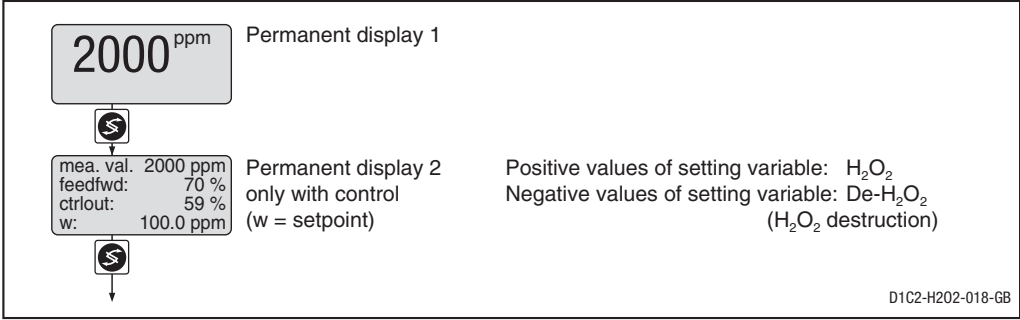 2000 ppm
Permanent display 1
mea. val. 2000 ppm
feedfwd: 70 %
ctrlout: 59 %
w: 100.0 ppm
Permanent display 2
only with control
(w = setpoint)
Positive values of setting variable: H₂O₂
Negative values of setting variable: De-H₂O₂
(H₂O₂ destruction)
D1C2-H2O2-018-GB